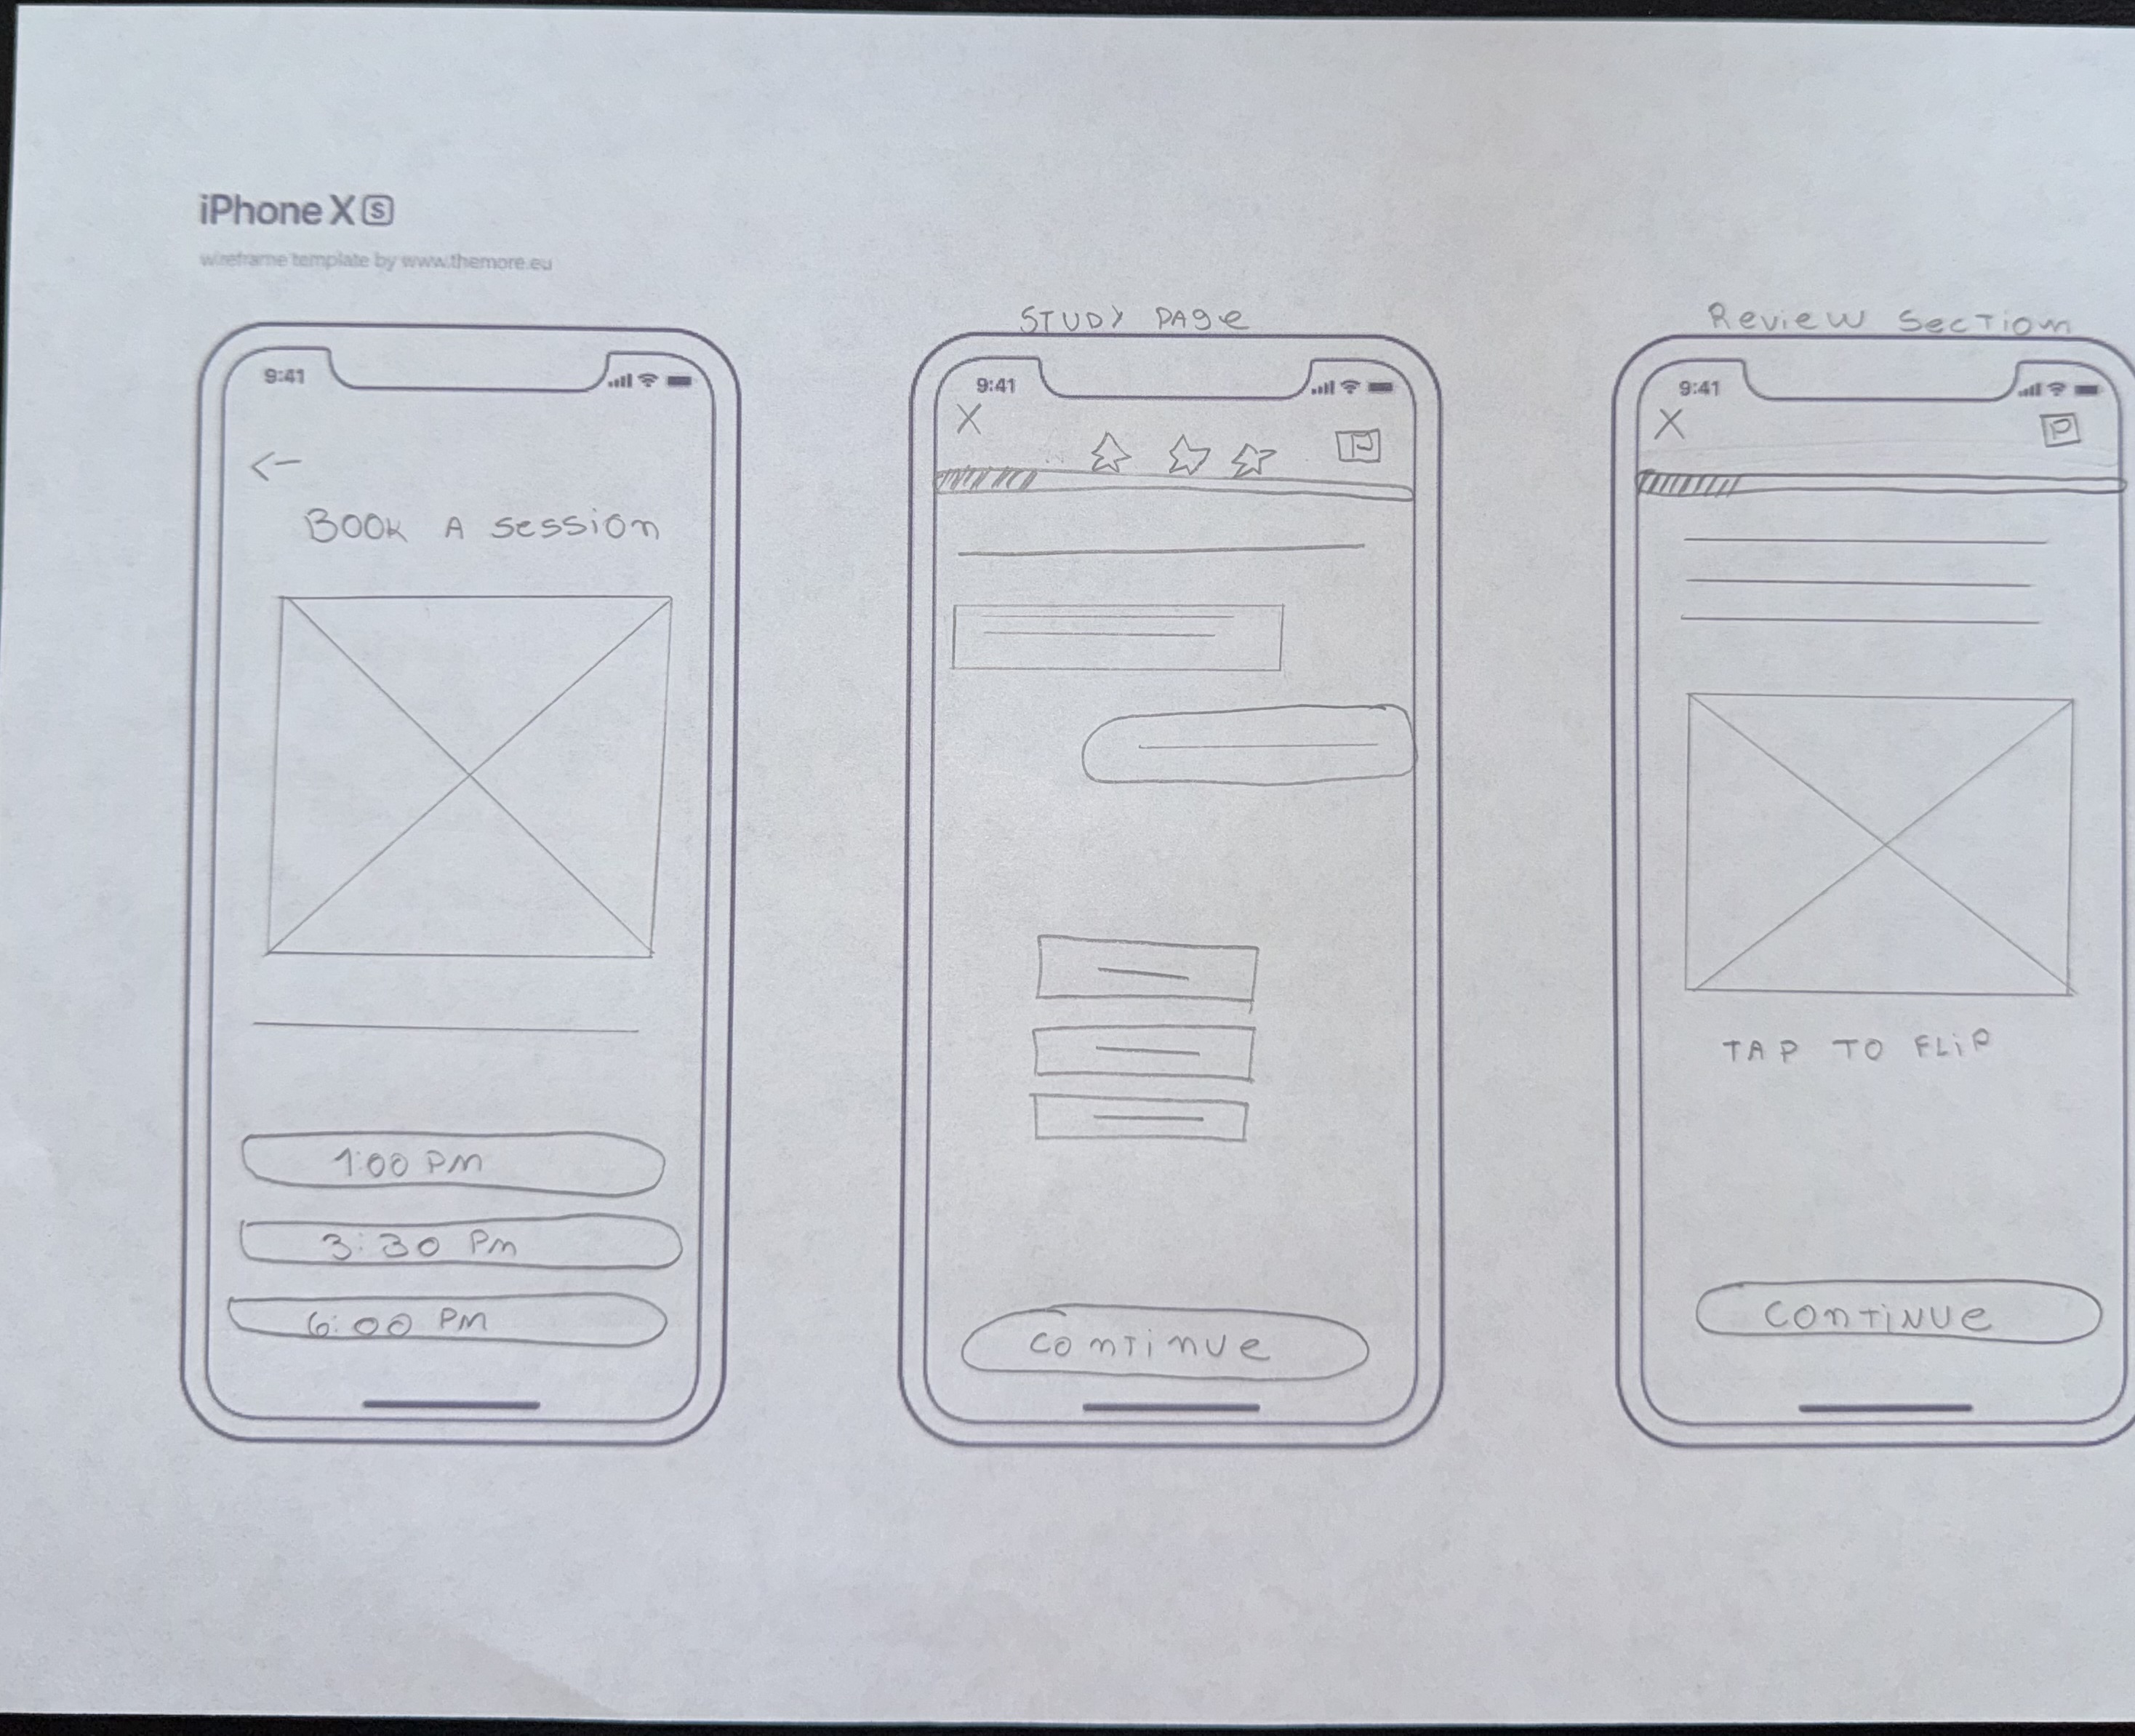 iPhone XS
wireframe template by www.themore.eu
STUDY PAge
Review Section
9:41
9:41
9:41
X
X
P
P
BOOK A session
TAP TO FLiP
1:00 PM
3:30 PM
6:00 PM
continue
continue